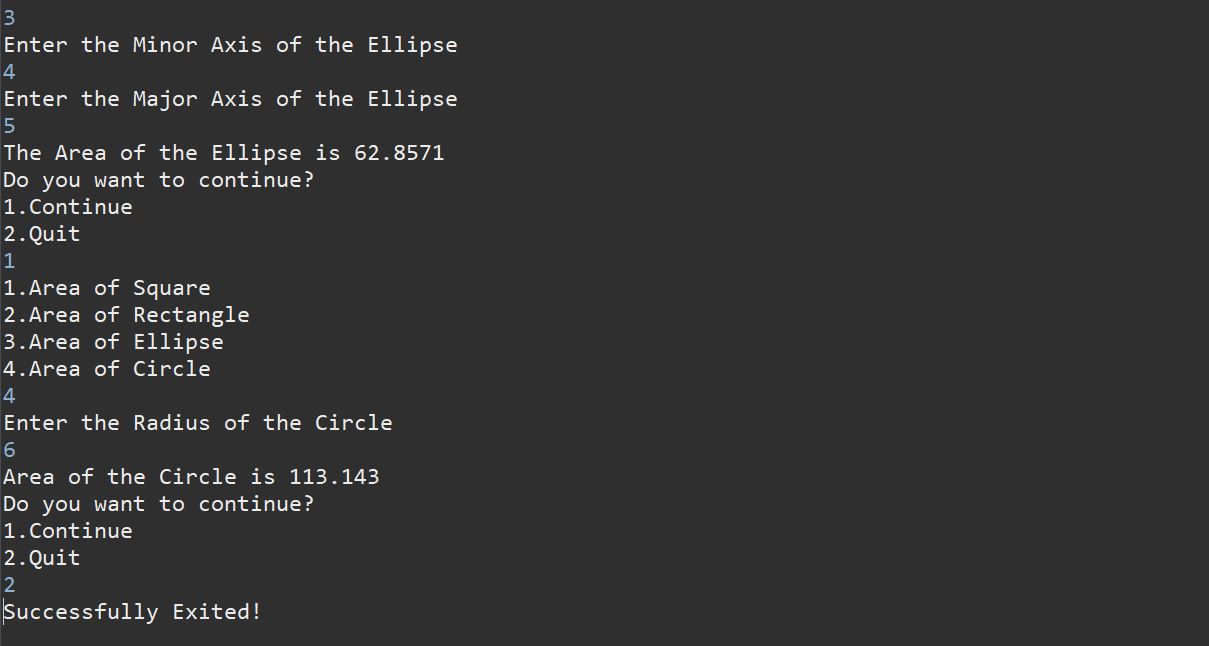 3
Enter the Minor Axis of the Ellipse
4
Enter the Major Axis of the Ellipse
5
The Area of the Ellipse is 62.8571
Do you want to continue?
1.Continue
2.Quit
1
1.Area of Square
2.Area of Rectangle
3.Area of Ellipse
4.Area of Circle
4
Enter the Radius of the Circle
6
Area of the Circle is 113.143
Do you want to continue?
1.Continue
2.Quit
2
Successfully Exited!